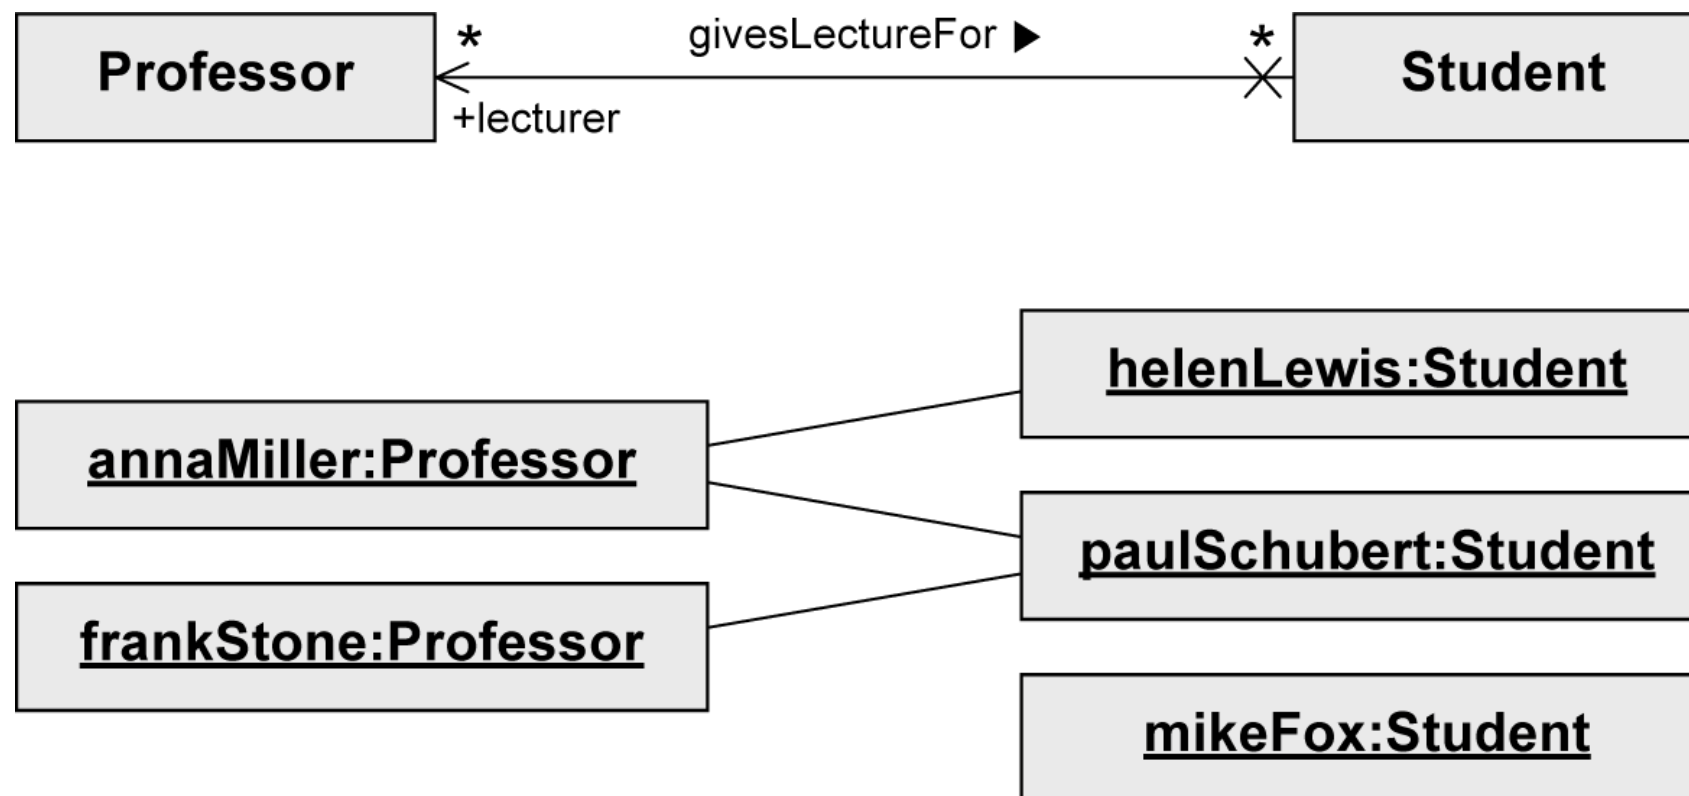 Professor
*
givesLectureFor ▶
*
Student
+lecturer
helenLewis:Student
annaMiller:Professor
paulSchubert:Student
frankStone:Professor
mikeFox:Student